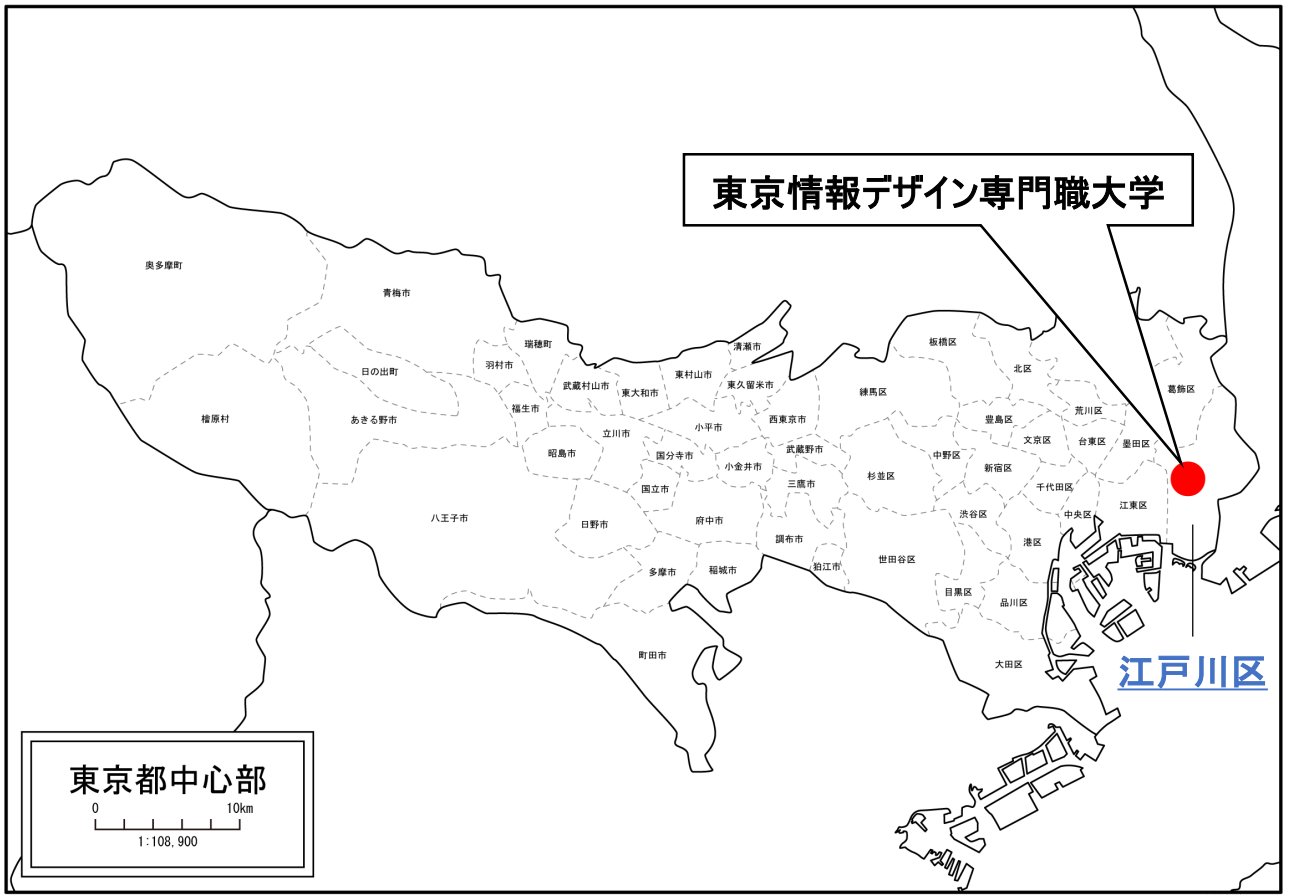 東京情報デザイン専門職大学
奥多摩町
青梅市
瑞穂町
清瀬市
板橋区
羽村市
日の出町
武蔵村山市
東大和市
東村山市
東久留米市
練馬区
北区
葛飾区
檜原村
あきる野市
福生市
立川市
小平市
西東京市
豊島区
荒川区
昭島市
国分寺市
小金井市
武蔵野市
杉並区
中野区
新宿区
文京区
台東区
墨田区
国立市
三鷹市
千代田区
八王子市
日野市
府中市
調布市
渋谷区
中央区
江東区
多摩市
稲城市
狛江市
世田谷区
港区
目黒区
品川区
町田市
大田区
江戸川区
東京都中心部
0 10km
1:108,900